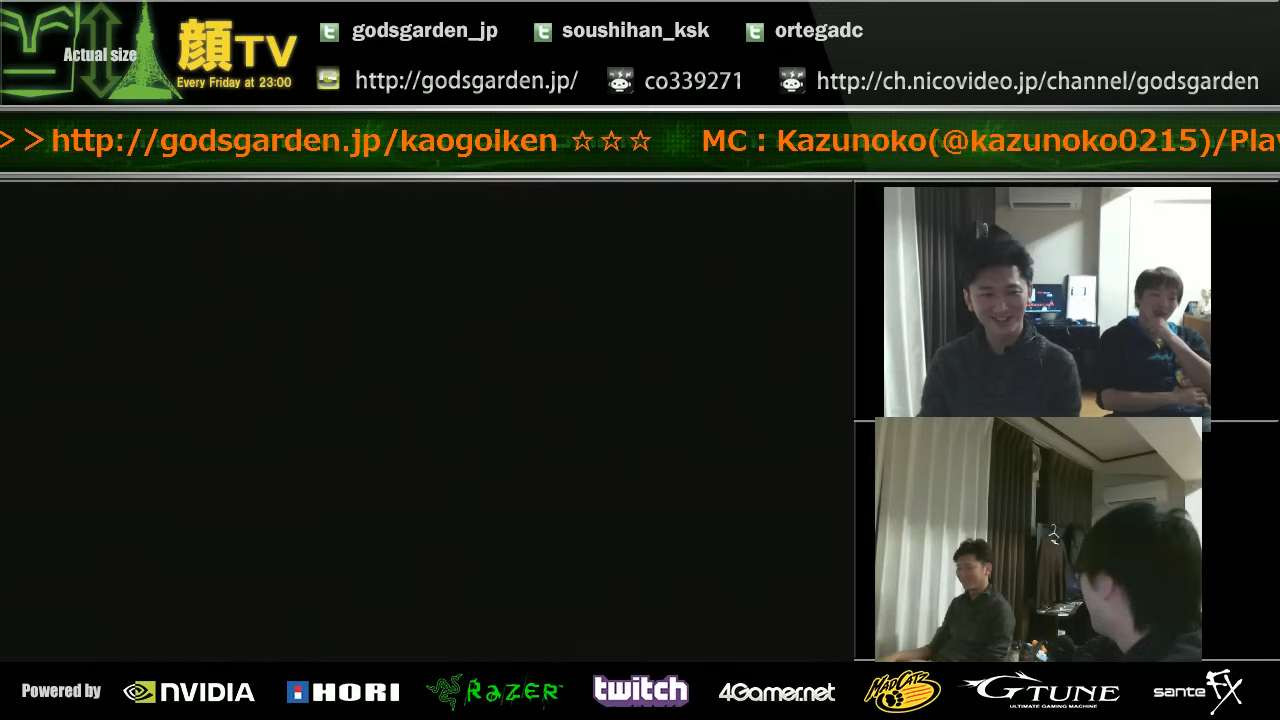 Actual size
顔TV
Every Friday at 23:00
godsgarden_jp
soushihan_ksk
ortegadc
http://godsgarden.jp/
co339271
http://ch.nicovideo.jp/channel/godsgarden
>>http://godsgarden.jp/kaogoiken ☆☆☆ MC : Kazunoko(@kazunoko0215)/Play
Powered by
NVIDIA
HORI
RAZER
twitch
4Gamer.net
MAD CATZ
G TUNE
ULTIMATE GAMING MACHINE
sante FX